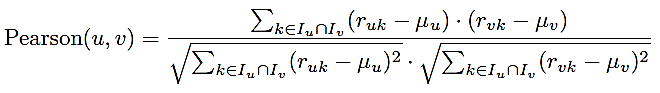 Pearson(u, v) = \frac{\sum_{k \in I_u \cap I_v} (r_{uk} - \mu_u) \cdot (r_{vk} - \mu_v)}{\sqrt{\sum_{k \in I_u \cap I_v} (r_{uk} - \mu_u)^2} \cdot \sqrt{\sum_{k \in I_u \cap I_v} (r_{vk} - \mu_v)^2}}